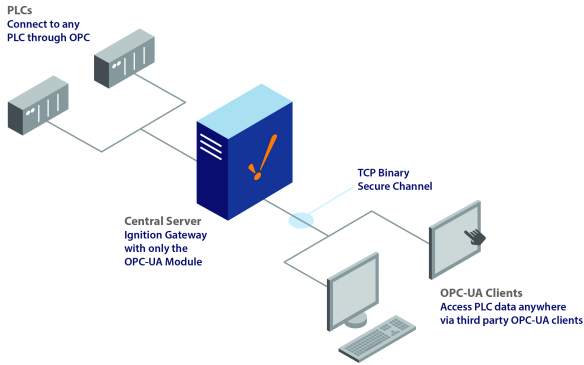 PLCs
Connect to any
PLC through OPC
TCP Binary
Secure Channel
Central Server
Ignition Gateway
with only the
OPC-UA Module
OPC-UA Clients
Access PLC data anywhere
via third party OPC-UA clients